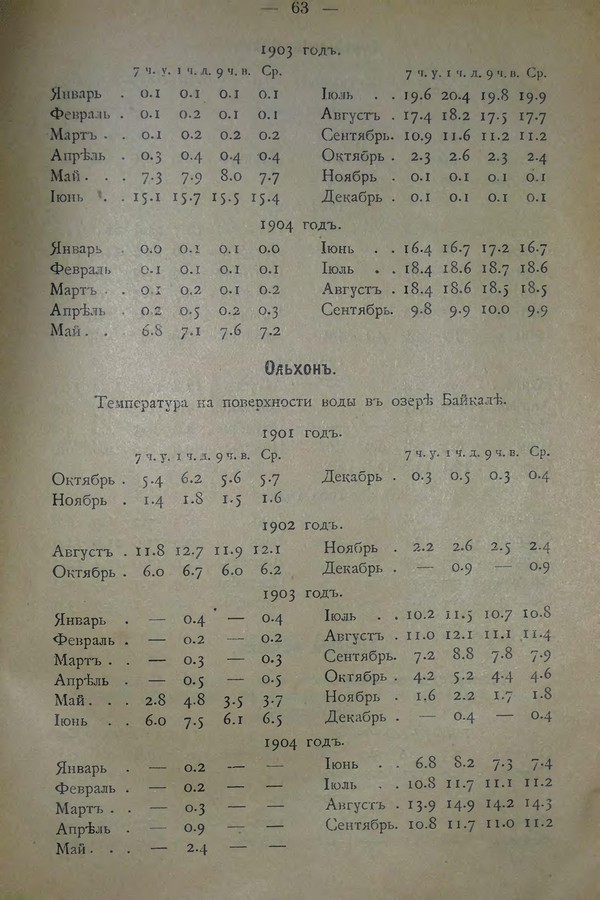 — 63 —
1903 годъ.
7 ч. у. 1 ч. д. 9 ч. в. Ср. 7 ч. у. 1 ч. д. 9 ч. в. Ср.
Январь . 0.1 0.1 0.1 0.1 Iюль . . 19.6 20.4 19.8 19.9
Февраль . 0.1 0.2 0.1 0.1 Августъ . 17.4 18.2 17.5 17.7
Мартъ . . 0.1 0.2 0.2 0.2 Сентябрь. 10.9 11.6 11.2 11.2
Апрѣль . 0.3 0.4 0.4 0.4 Октябрь . 2.3 2.6 2.3 2.4
Май . . . 7.3 7.9 8.0 7.7 Ноябрь . 0.1 0.1 0.1 0.1
Iюнь . . 15.1 15.7 15.5 15.4 Декабрь . 0.1 0.1 0.1 0.1
1904 годъ.
Январь . 0.0 0.1 0.1 0.0 Iюнь . . 16.4 16.7 17.2 16.7
Февраль 0.1 0.1 0.1 0.1 Iюль . . 18.4 18.6 18.7 18.6
Мартъ . . 0.1 0.2 0.1 0.2 Августъ . 18.4 18.6 18.5 18.5
Апрѣль . 0.2 0.5 0.2 0.3 Сентябрь. 9.8 9.9 10.0 9.9
Май . . 6.8 7.1 7.6 7.2
Ольхонъ.
Температура на поверхности воды въ озерѣ Байкалѣ.
1901 годъ.
7 ч. у. 1 ч. д. 9 ч. в. Ср. 7 ч. у. 1 ч. д. 9 ч. в. Ср.
Октябрь . 5.4 6.2 5.6 5.7 Декабрь . 0.3 0.5 0.3 0.4
Ноябрь . 1.4 1.8 1.5 1.6
1902 годъ.
Августъ . 11.8 12.7 11.9 12.1 Ноябрь . 2.2 2.6 2.5 2.4
Октябрь . 6.0 6.7 6.0 6.2 Декабрь . — 0.9 — 0.9
1903 годъ.
Январь . — 0.4 — 0.4 Iюль . . 10.2 11.5 10.7 10.8
Февраль . — 0.2 — 0.2 Августъ . 11.0 12.1 11.1 11.4
Мартъ . . — 0.3 — 0.3 Сентябрь. 7.2 8.8 7.8 7.9
Апрѣль . — 0.5 — 0.5 Октябрь . 4.2 5.2 4.4 4.6
Май . . . 2.8 4.8 3.5 3.7 Ноябрь . 1.6 2.2 1.7 1.8
Iюнь . . 6.0 7.5 6.1 6.5 Декабрь . — 0.4 — 0.4
1904 годъ.
Январь . — 0.2 — — Iюнь . . 6.8 8.2 7.3 7.4
Февраль . — 0.2 — — Iюль . . 10.8 11.7 11.1 11.2
Мартъ . . — 0.3 — — Августъ . 13.9 14.9 14.2 14.3
Апрѣль . — 0.9 — — Сентябрь. 10.8 11.7 11.0 11.2
Май . . . — 2.4 — —